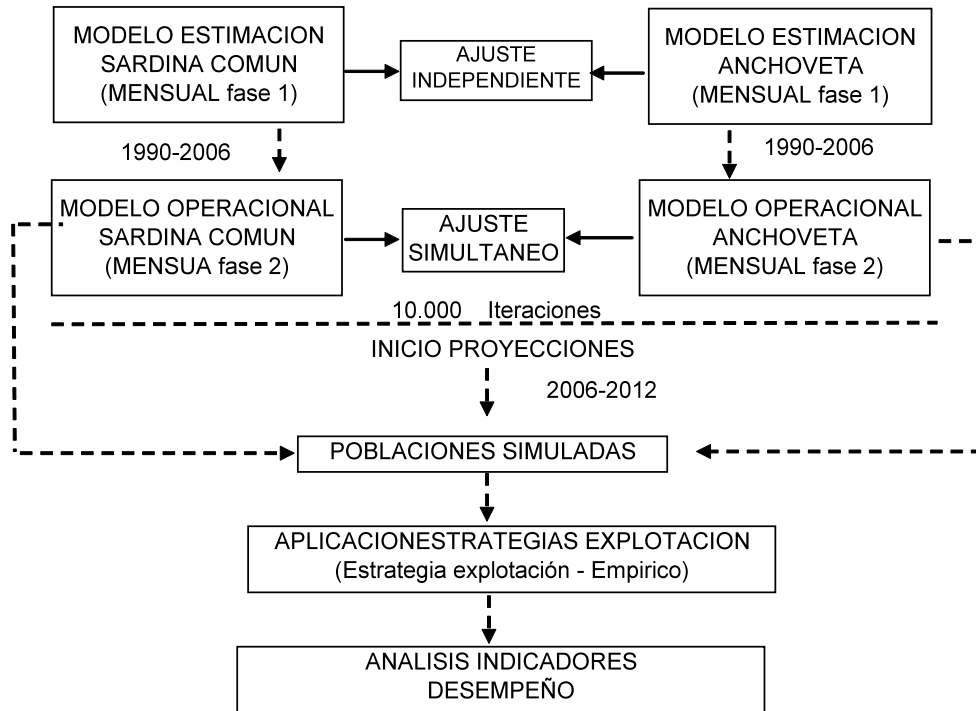 MODELO ESTIMACION
SARDINA COMUN
(MENSUAL fase 1)
AJUSTE
INDEPENDIENTE
MODELO ESTIMACION
ANCHOVETA
(MENSUAL fase 1)
1990-2006
1990-2006
MODELO OPERACIONAL
SARDINA COMUN
(MENSUA fase 2)
AJUSTE
SIMULTANEO
MODELO OPERACIONAL
ANCHOVETA
(MENSUAL fase 2)
10.000 Iteraciones
INICIO PROYECCIONES
2006-2012
POBLACIONES SIMULADAS
APLICACIONESTRATEGIAS EXPLOTACION
(Estrategia explotación - Empirico)
ANALISIS INDICADORES
DESEMPEÑO